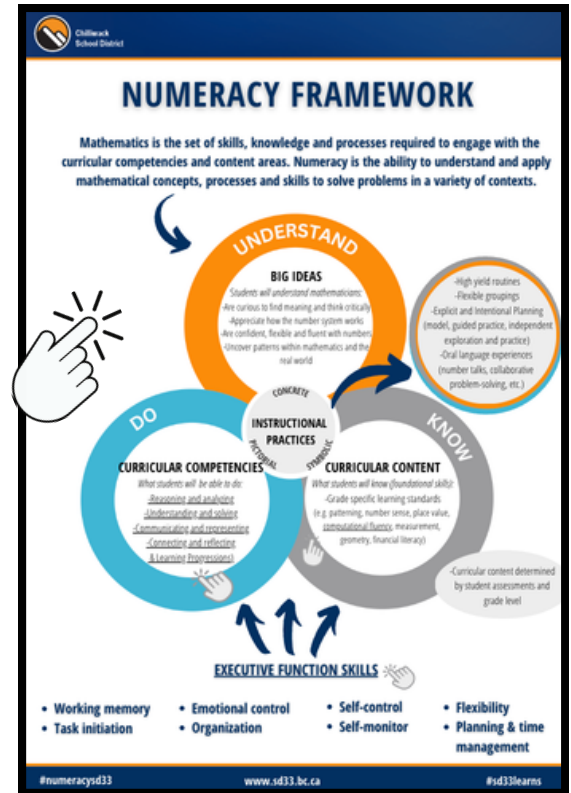 Chilliwack
School District
NUMERACY FRAMEWORK
Mathematics is the set of skills, knowledge and processes required to engage with the
curricular competencies and content areas. Numeracy is the ability to understand and apply
mathematical concepts, processes and skills to solve problems in a variety of contexts.
UNDERSTAND
BIG IDEAS
Students will understand mathematicians:
-Are curious to find meaning and think critically
-Appreciate how the number system works
-Are confident, flexible and fluent with numbers
-Uncover patterns within mathematics and the
real world
-High yield routines
-Flexible groupings
-Explicit and Intentional Planning
(model, guided practice, independent
exploration and practice)
-Oral language experiences
(number talks, collaborative
problem-solving, etc.)
CONCRETE
INSTRUCTIONAL
PRACTICES
PICTORIAL
SYMBOLIC
DO
CURRICULAR COMPETENCIES
What students will be able to do:
-Reasoning and analyzing
-Understanding and solving
-Communicating and representing
-Connecting and reflecting
& Learning Progressions)
KNOW
CURRICULAR CONTENT
What students will know (foundational skills):
-Grade specific learning standards
(e.g. patterning, number sense, place value,
computational fluency, measurement,
geometry, financial literacy)
-Curricular content determined
by student assessments and
grade level
EXECUTIVE FUNCTION SKILLS
• Working memory
• Task initiation
• Emotional control
• Organization
• Self-control
• Self-monitor
• Flexibility
• Planning & time
management
#numeracysd33
www.sd33.bc.ca
#sd33learns